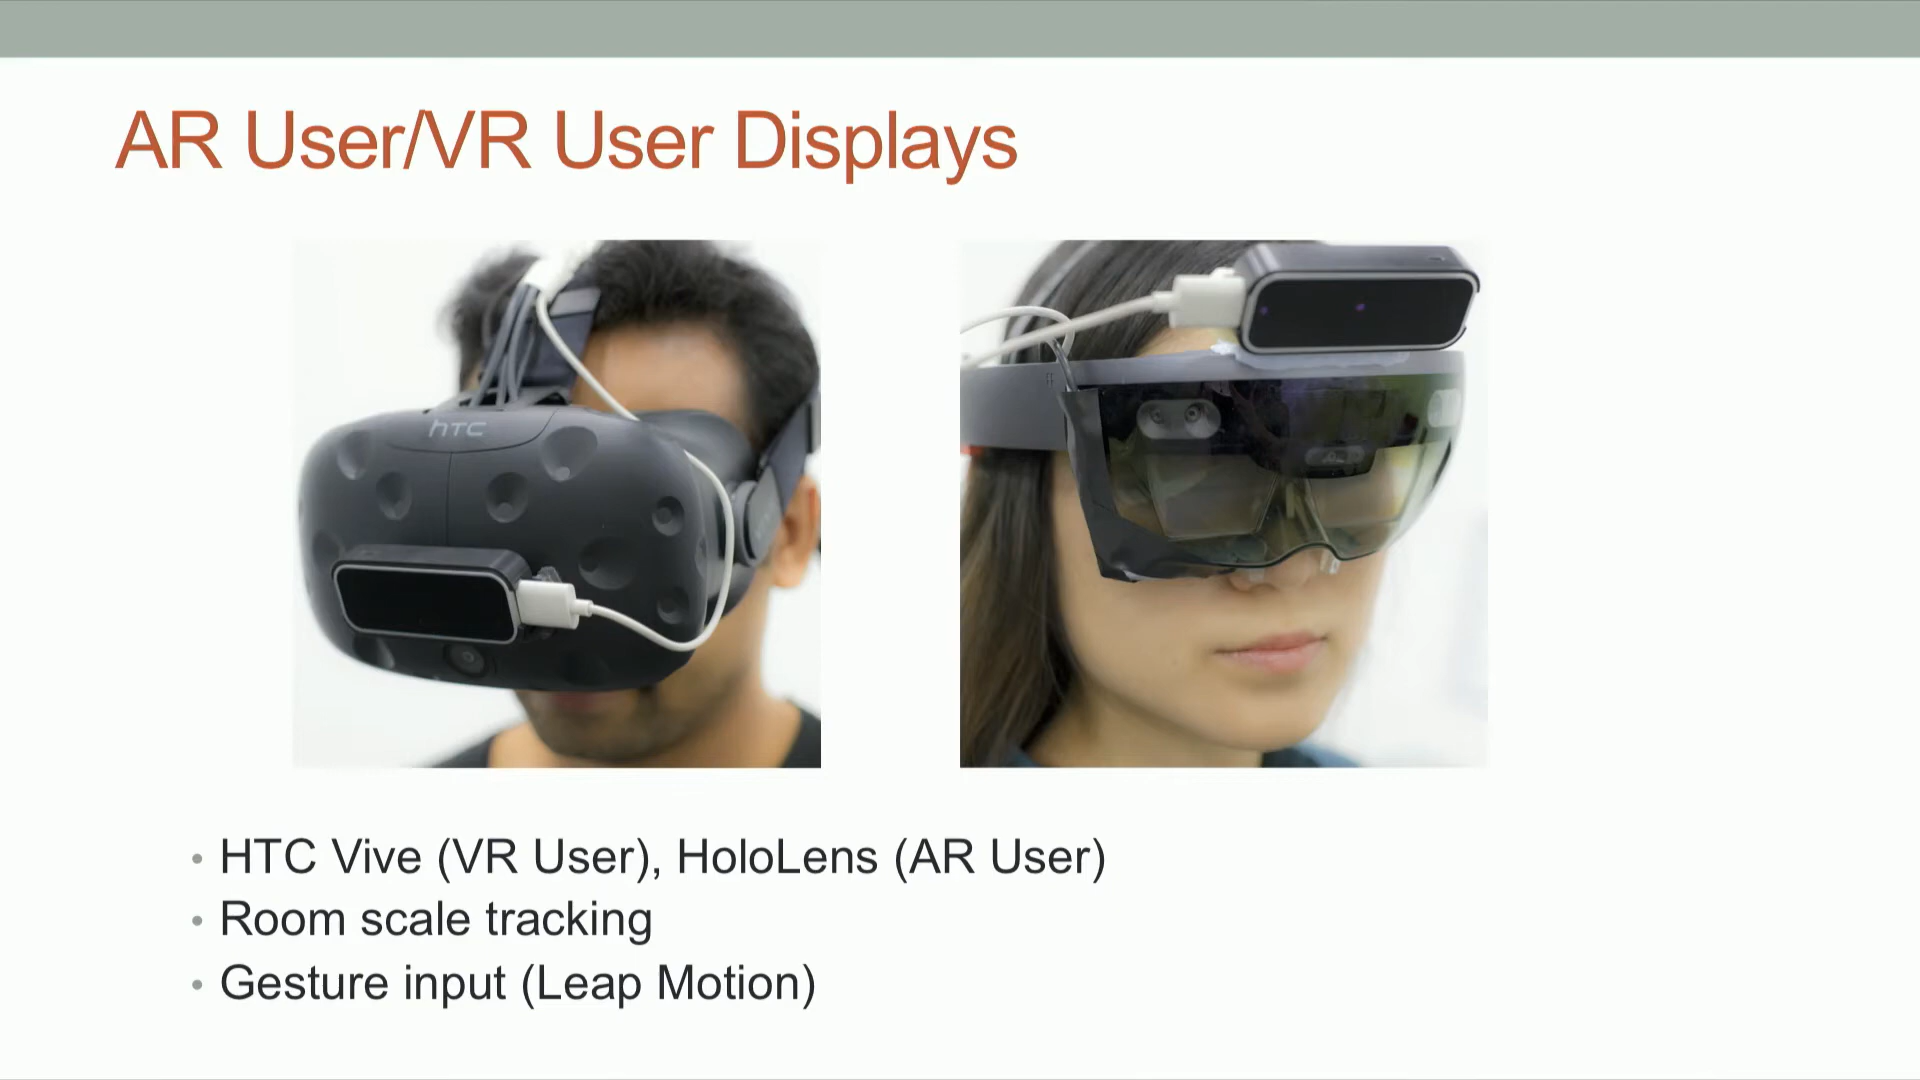 AR User/VR User Displays
hTC
• HTC Vive (VR User), HoloLens (AR User)
• Room scale tracking
• Gesture input (Leap Motion)